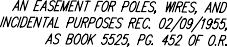 AN EASEMENT FOR POLES, WIRES, AND
INCIDENTAL PURPOSES REC. 02/09/1955,
AS BOOK 5525, PG. 452 OF O.R.